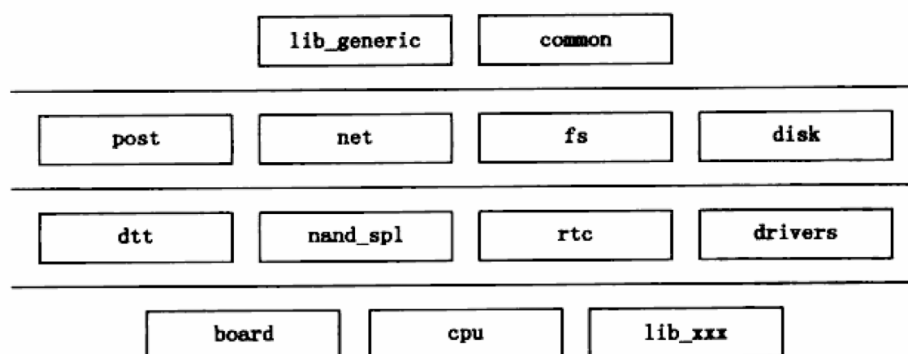 lib_generic common
post net fs disk
dtt nand_spl rtc drivers
board cpu lib_xxx